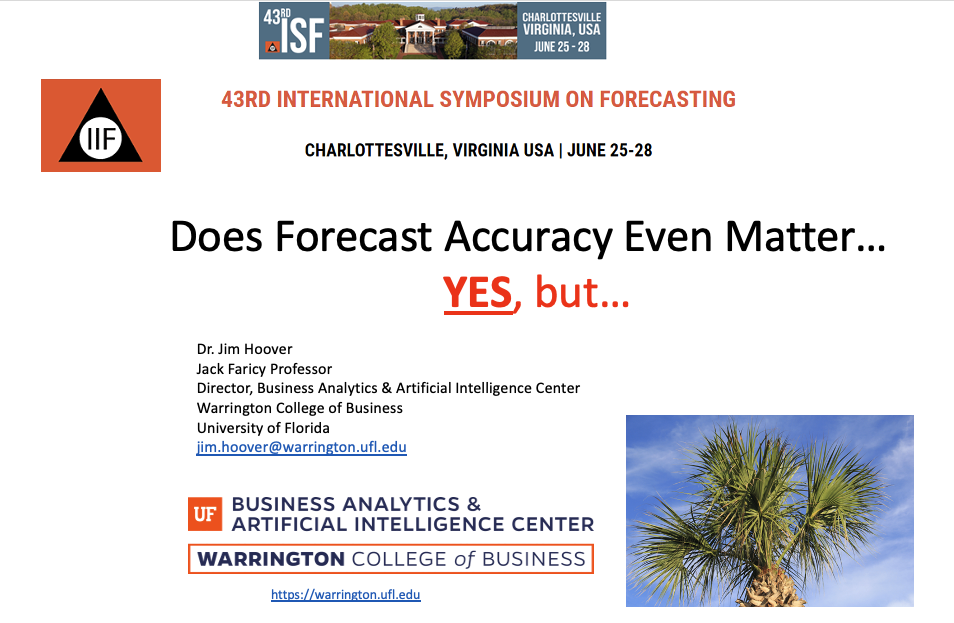 43RD
ISF
CHARLOTTESVILLE
VIRGINIA, USA
JUNE 25 - 28
IIF
43RD INTERNATIONAL SYMPOSIUM ON FORECASTING
CHARLOTTESVILLE, VIRGINIA USA | JUNE 25-28
Does Forecast Accuracy Even Matter...
YES, but...
Dr. Jim Hoover
Jack Faricy Professor
Director, Business Analytics & Artificial Intelligence Center
Warrington College of Business
University of Florida
jim.hoover@warrington.ufl.edu
UF
BUSINESS ANALYTICS &
ARTIFICIAL INTELLIGENCE CENTER
WARRINGTON COLLEGE of BUSINESS
https://warrington.ufl.edu